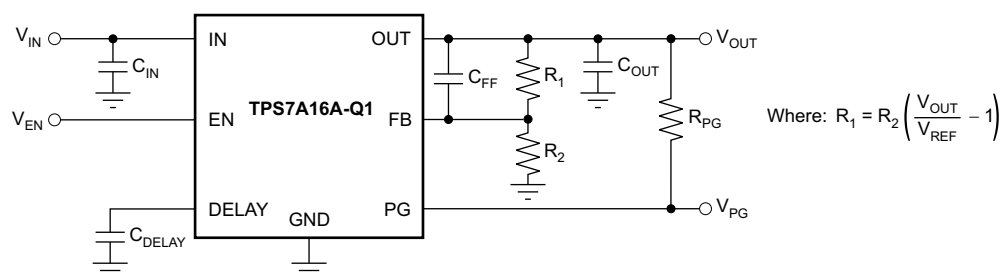 V_IN
IN
OUT
V_OUT
C_IN
C_FF
R_1
C_OUT
V_EN
EN
TPS7A16A-Q1
FB
R_PG
Where: R_1 = R_2 ( V_OUT / V_REF − 1 )
R_2
DELAY
GND
PG
V_PG
C_DELAY